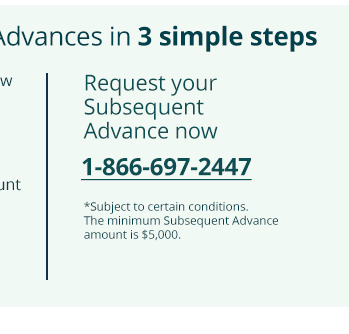 Advances in 3 simple steps
Request your
Subsequent
Advance now
1-866-697-2447
*Subject to certain conditions.
The minimum Subsequent Advance
amount is $5,000.